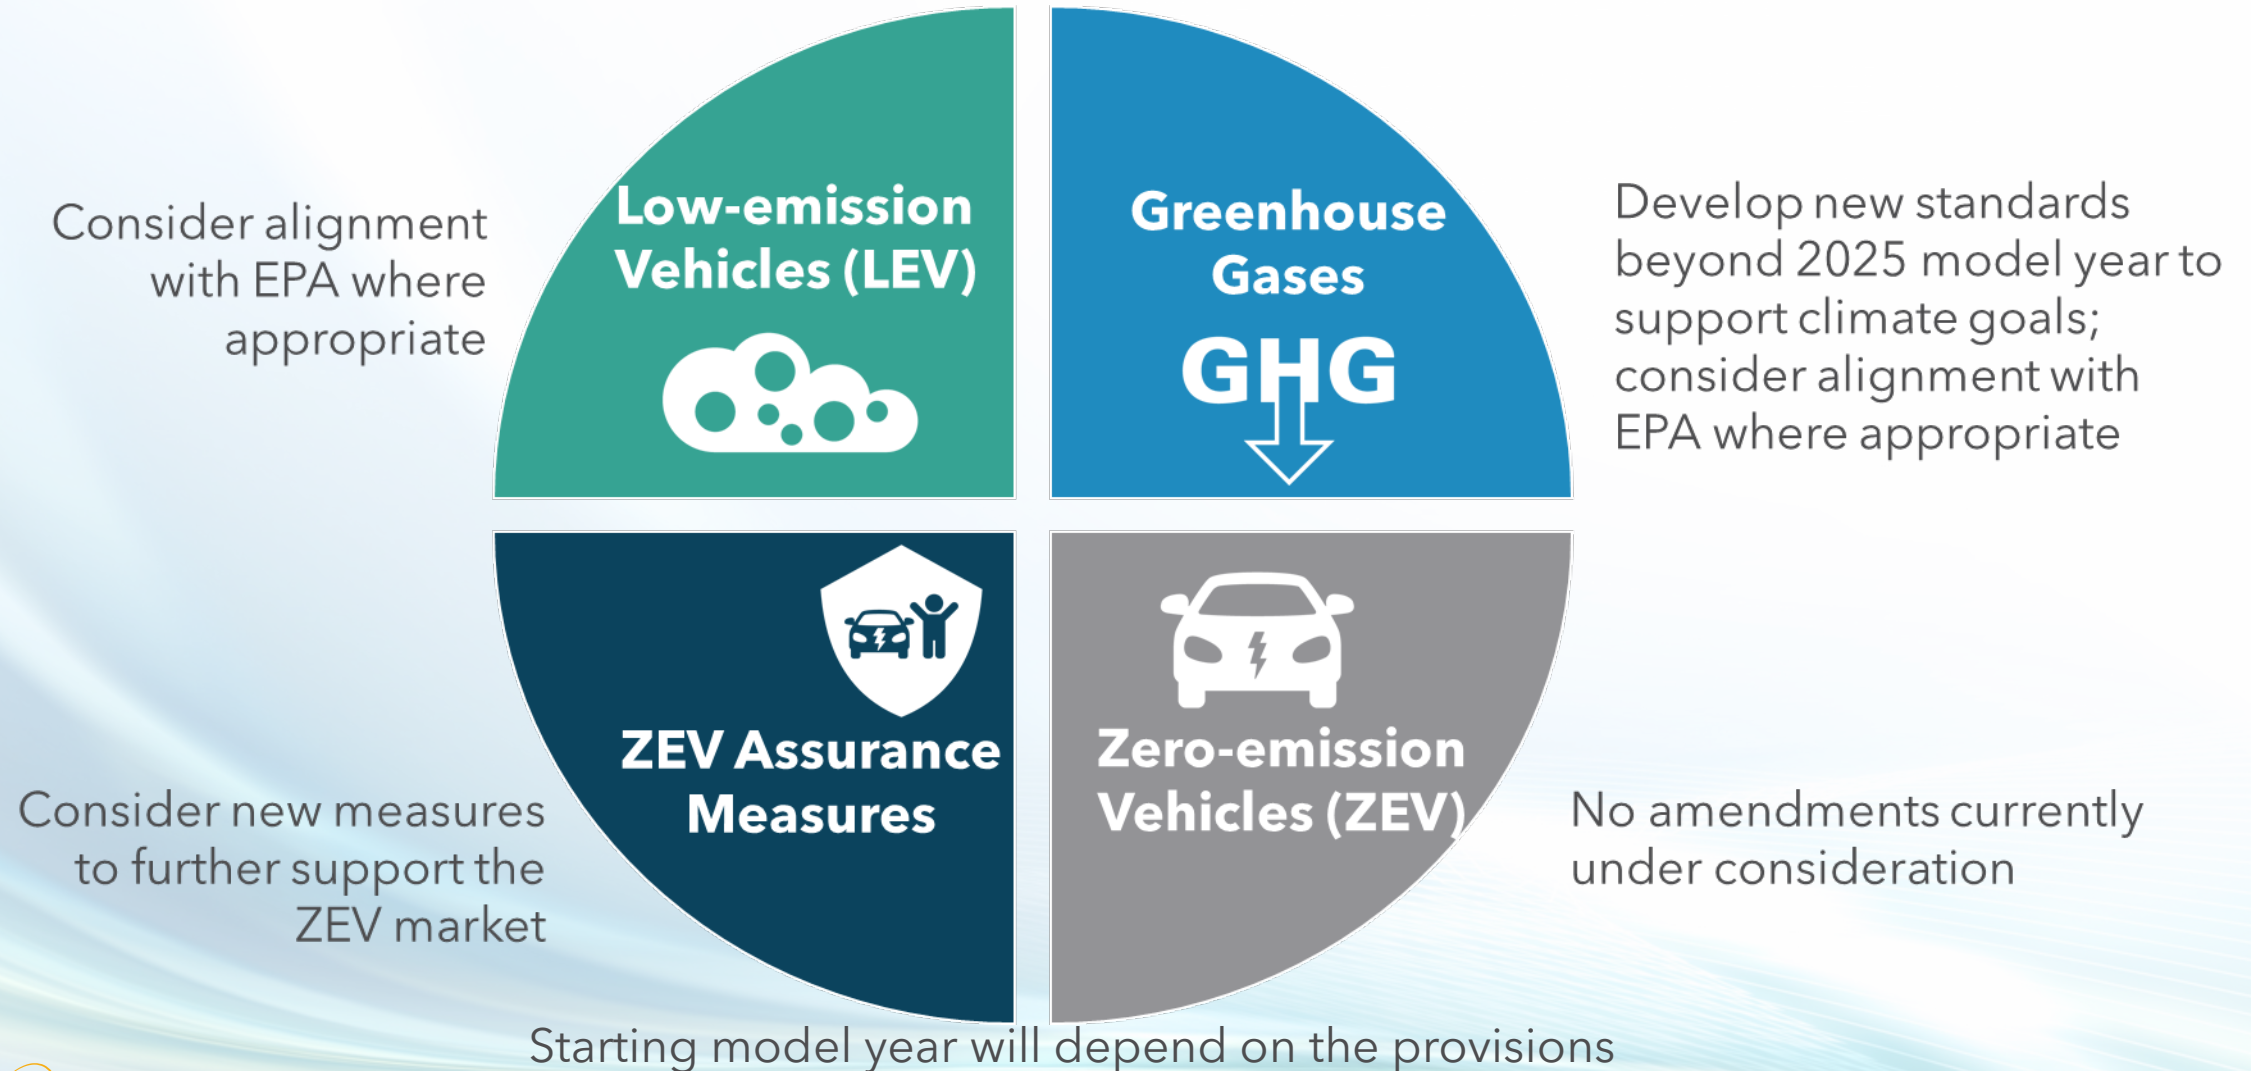 Consider alignment
with EPA where
appropriate
Low-emission
Vehicles (LEV)
Greenhouse
Gases
GHG
Develop new standards
beyond 2025 model year to
support climate goals;
consider alignment with
EPA where appropriate
Consider new measures
to further support the
ZEV market
ZEV Assurance
Measures
Zero-emission
Vehicles (ZEV)
No amendments currently
under consideration
Starting model year will depend on the provisions